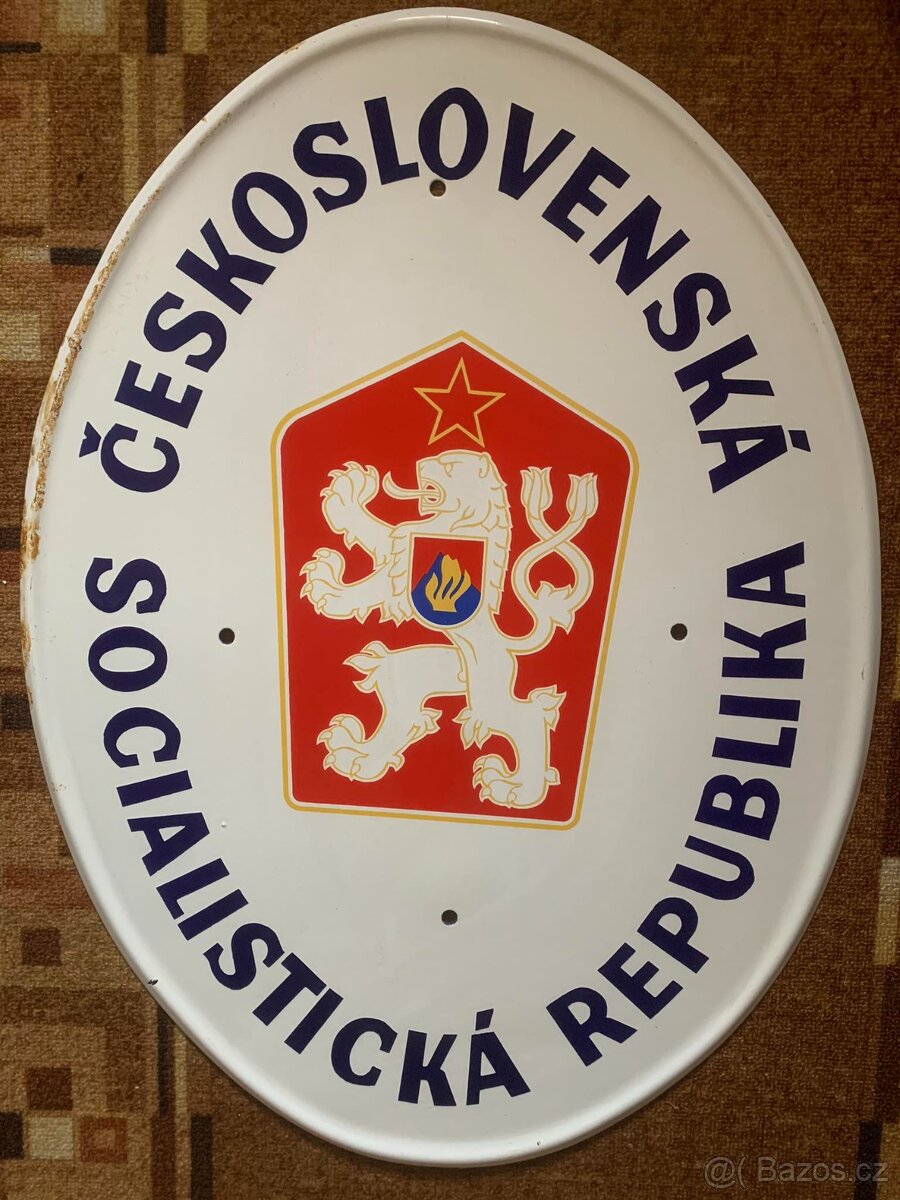 ČESKOSLOVENSKÁ
SOCIALISTICKÁ REPUBLIKA
@( Bazos.cz